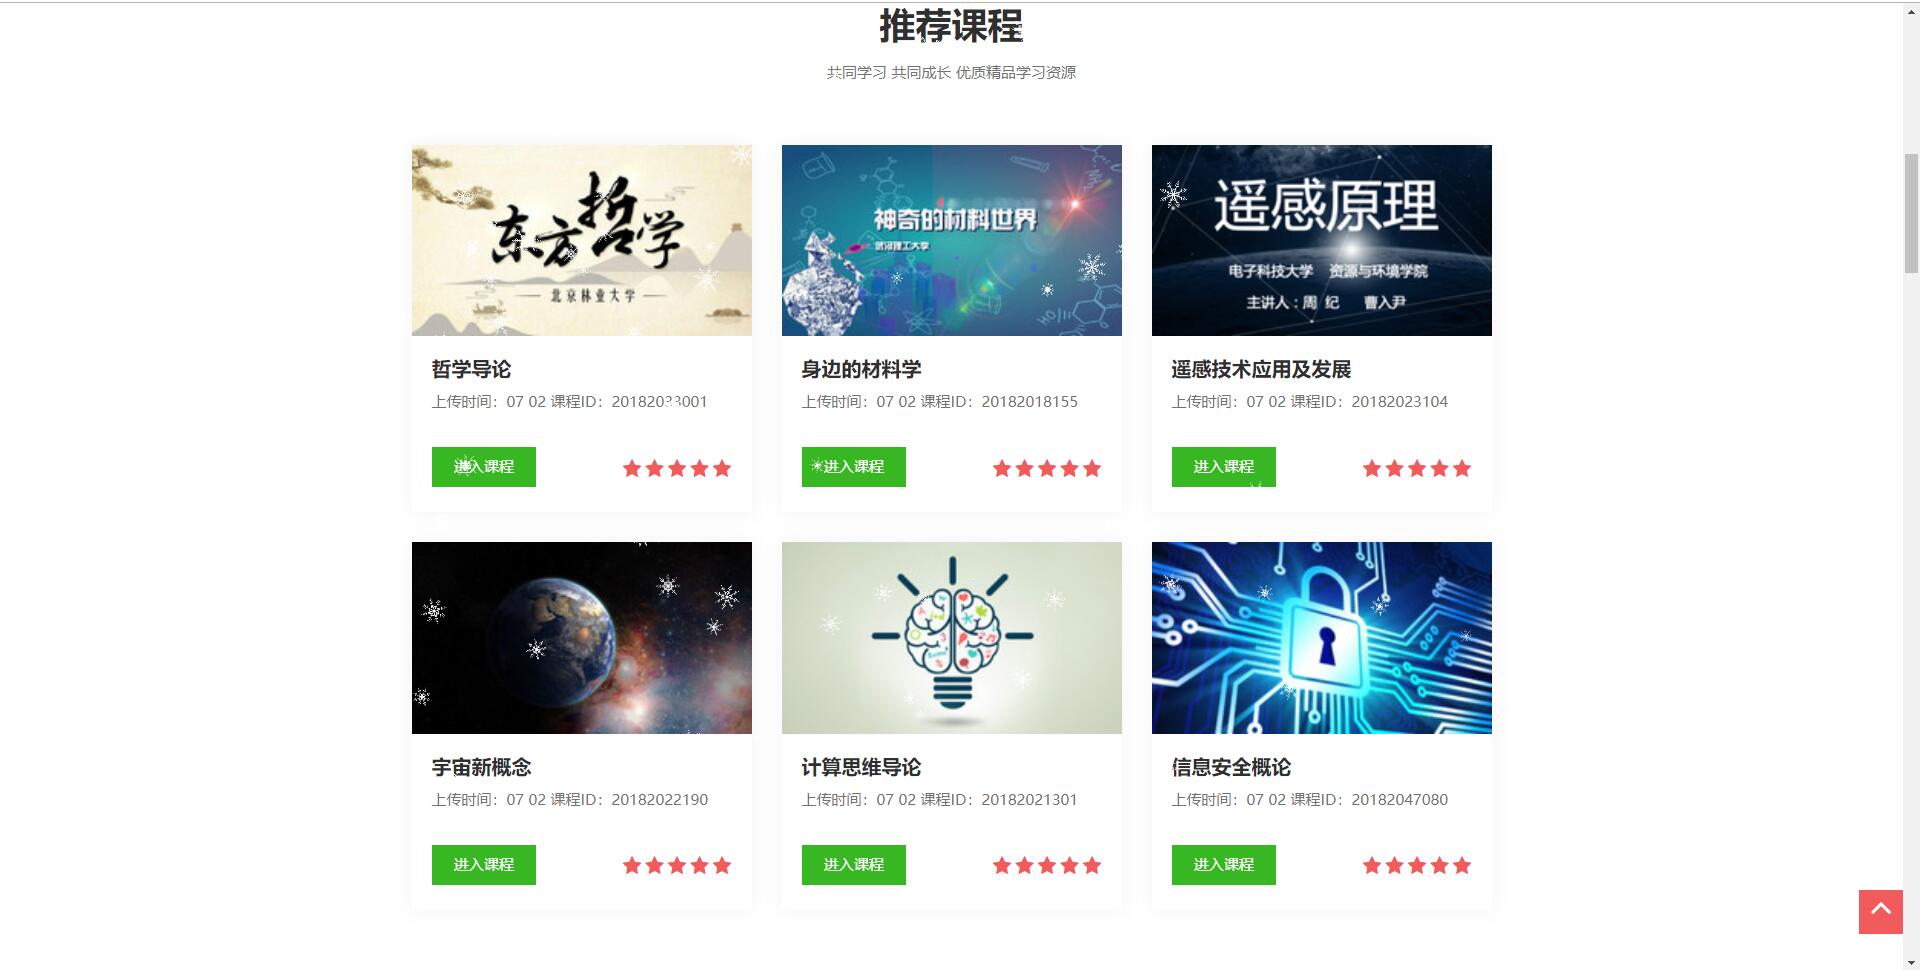 推荐课程
共同学习 共同成长 优质精品学习资源
东方哲学
北京林业大学
哲学导论
上传时间：07 02 课程ID：20182033001
进入课程
神奇的材料世界
武汉理工大学
身边的材料学
上传时间：07 02 课程ID：20182018155
进入课程
遥感原理
电子科技大学 资源与环境学院
主讲人：周 纪 曹入尹
遥感技术应用及发展
上传时间：07 02 课程ID：20182023104
进入课程
宇宙新概念
上传时间：07 02 课程ID：20182022190
进入课程
计算思维导论
上传时间：07 02 课程ID：20182021301
进入课程
信息安全概论
上传时间：07 02 课程ID：20182047080
进入课程